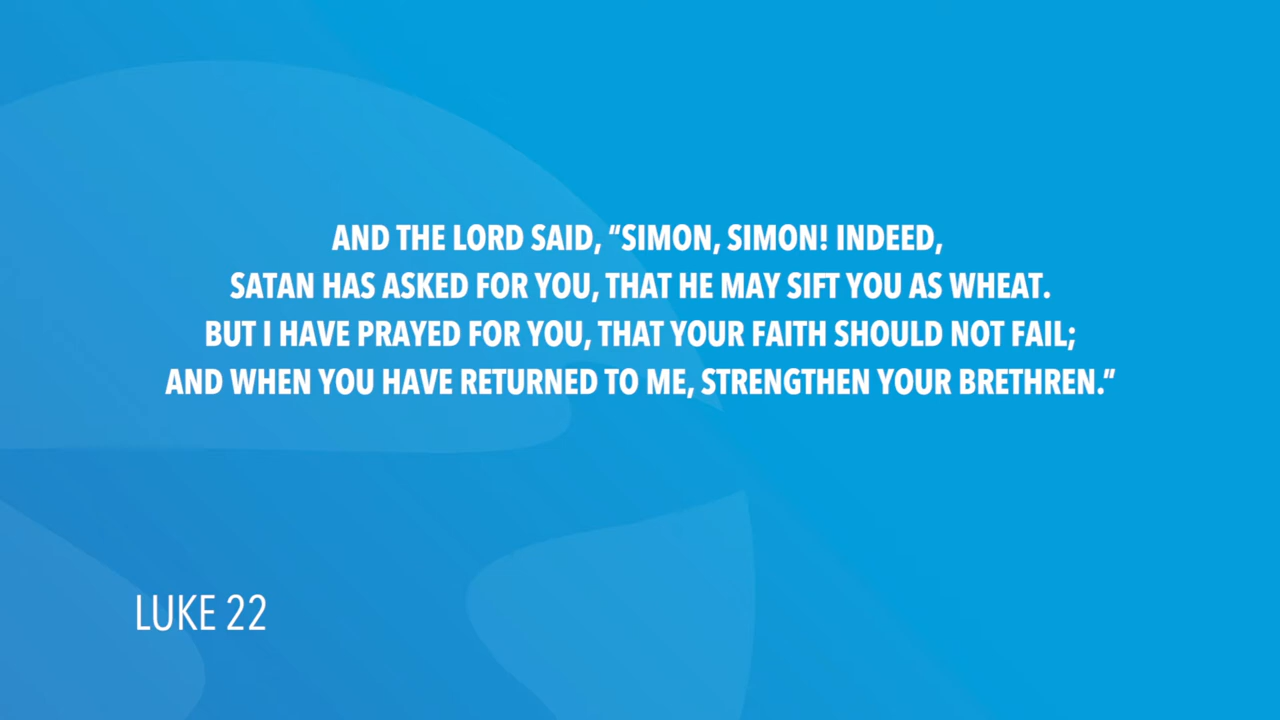 AND THE LORD SAID, “SIMON, SIMON! INDEED,
SATAN HAS ASKED FOR YOU, THAT HE MAY SIFT YOU AS WHEAT.
BUT I HAVE PRAYED FOR YOU, THAT YOUR FAITH SHOULD NOT FAIL;
AND WHEN YOU HAVE RETURNED TO ME, STRENGTHEN YOUR BRETHREN.”
LUKE 22